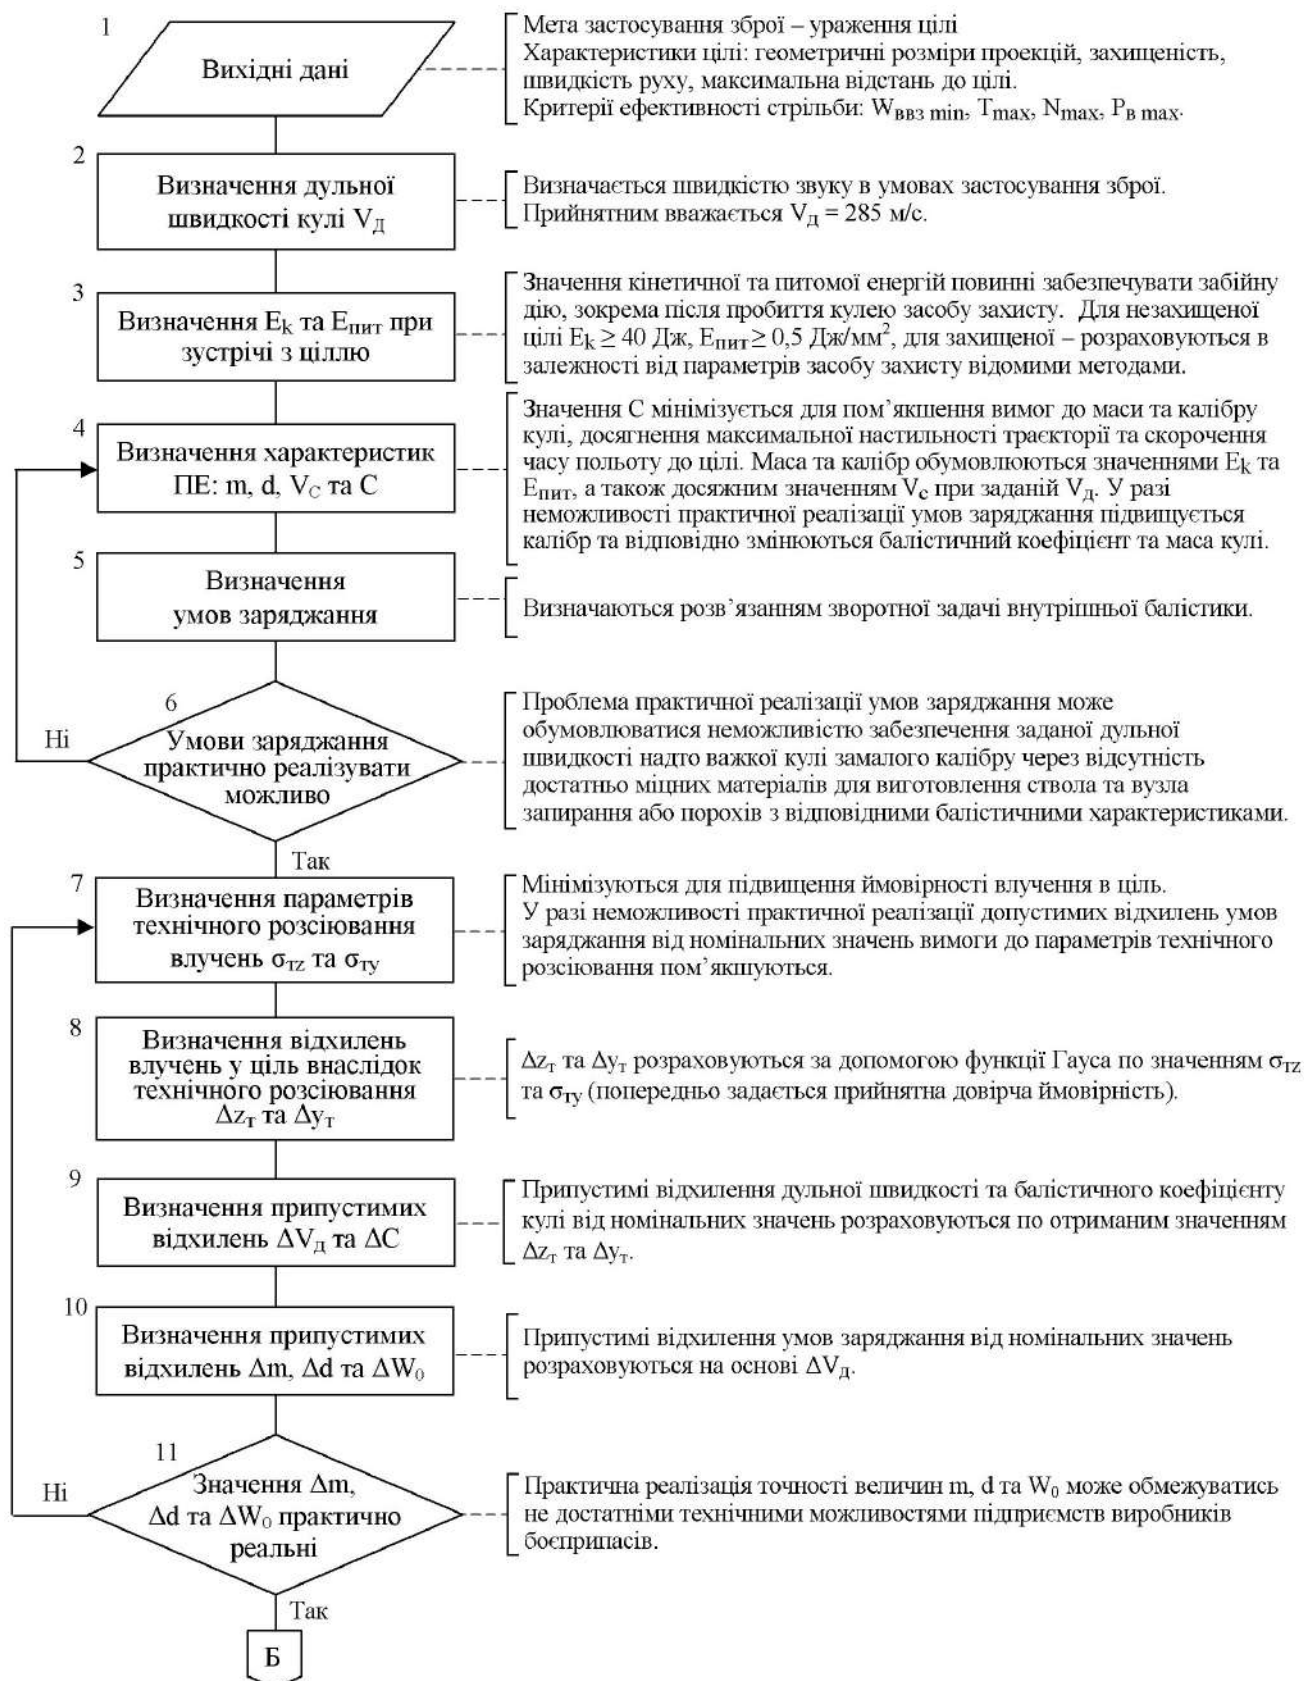 1
Вихідні дані
Мета застосування зброї – ураження цілі
Характеристики цілі: геометричні розміри проекцій, захищеність,
швидкість руху, максимальна відстань до цілі.
Критерії ефективності стрільби: Wввз min, Tmax, Nmax, Pв max.
2
Визначення дульної
швидкості кулі Vд
Визначається швидкістю звуку в умовах застосування зброї.
Прийнятним вважається Vд = 285 м/с.
3
Визначення Ek та Eпит при
зустрічі з ціллю
Значення кінетичної та питомої енергій повинні забезпечувати забійну
дію, зокрема після пробиття кулею засобу захисту. Для незахищеної
цілі Ek ≥ 40 Дж, Eпит ≥ 0,5 Дж/мм², для захищеної – розраховуються в
залежності від параметрів засобу захисту відомими методами.
4
Визначення характеристик
ПЕ: m, d, VС та С
Значення С мінімізується для пом’якшення вимог до маси та калібру
кулі, досягнення максимальної настильності траєкторії та скорочення
часу польоту до цілі. Маса та калібр обумовлюються значеннями Ek та
Eпит, а також досяжним значенням Vс при заданій Vд. У разі
неможливості практичної реалізації умов заряджання підвищується
калібр та відповідно змінюються балістичний коефіцієнт та маса кулі.
5
Визначення
умов заряджання
Визначаються розв’язанням зворотної задачі внутрішньої балістики.
6
Умови заряджання
практично реалізувати
можливо
Ні
Проблема практичної реалізації умов заряджання може
обумовлюватися неможливістю забезпечення заданої дульної
швидкості надто важкої кулі замалого калібру через відсутність
достатньо міцних матеріалів для виготовлення ствола та вузла
запирання або порохів з відповідними балістичними характеристиками.
Так
7
Визначення параметрів
технічного розсіювання
влучень σтz та σту
Мінімізуються для підвищення ймовірності влучення в ціль.
У разі неможливості практичної реалізації допустимих відхилень умов
заряджання від номінальних значень вимоги до параметрів технічного
розсіювання пом’якшуються.
8
Визначення відхилень
влучень у ціль внаслідок
технічного розсіювання
Δzт та Δyт
Δzт та Δyт розраховуються за допомогою функції Гауса по значенням σтz
та σту (попередньо задається прийнятна довірча ймовірність).
9
Визначення припустимих
відхилень ΔVд та ΔС
Припустимі відхилення дульної швидкості та балістичного коефіцієнту
кулі від номінальних значень розраховуються по отриманим значенням
Δzт та Δyт.
10
Визначення припустимих
відхилень Δm, Δd та ΔW₀
Припустимі відхилення умов заряджання від номінальних значень
розраховуються на основі ΔVд.
11
Значення Δm,
Δd та ΔW₀ практично
реальні
Ні
Практична реалізація точності величин m, d та W₀ може обмежуватись
не достатніми технічними можливостями підприємств виробників
боєприпасів.
Так
Б